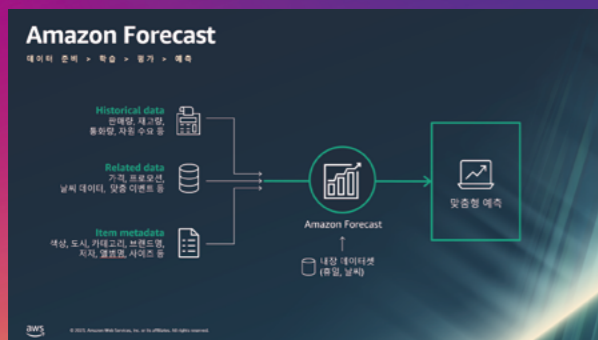 Amazon Forecast
데이터 준비 > 학습 > 평가 > 예측
Historical data
판매량, 재고량,
통화량, 자원 수요 등
Related data
가격, 프로모션,
날씨 데이터, 맞춤 이벤트 등
Item metadata
색상, 도시, 카테고리, 브랜드명,
저자, 앨범명, 사이즈 등
Amazon Forecast
내장 데이터셋
(휴일, 날씨)
맞춤형 예측
aws
© 2023, Amazon Web Services, Inc. or its affiliates. All rights reserved.